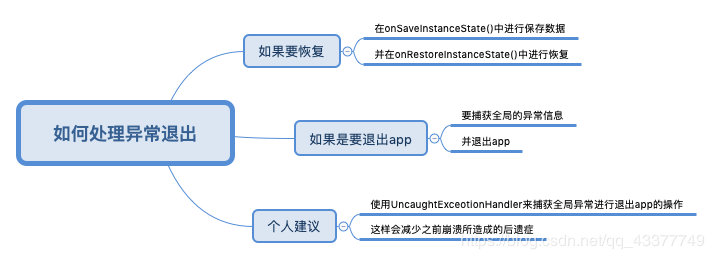 如何处理异常退出
如果要恢复
在onSaveInstanceState()中进行保存数据
并在onRestoreInstanceState()中进行恢复
如果是要退出app
要捕获全局的异常信息
并退出app
个人建议
使用UncaughtExceotionHandler来捕获全局异常进行退出app的操作
这样会减少之前崩溃所造成的后遗症
https://blog.csdn.net/qq_43377749